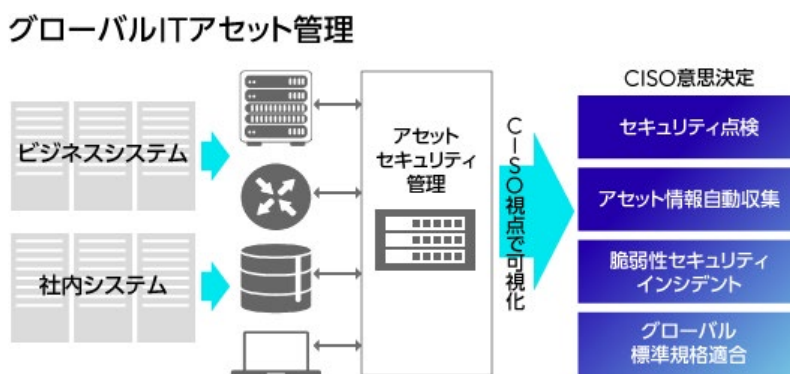 グローバルITアセット管理
ビジネスシステム
社内システム
アセット
セキュリティ
管理
CISO視点で可視化
CISO意思決定
セキュリティ点検
アセット情報自動収集
脆弱性セキュリティ
インシデント
グローバル
標準規格適合